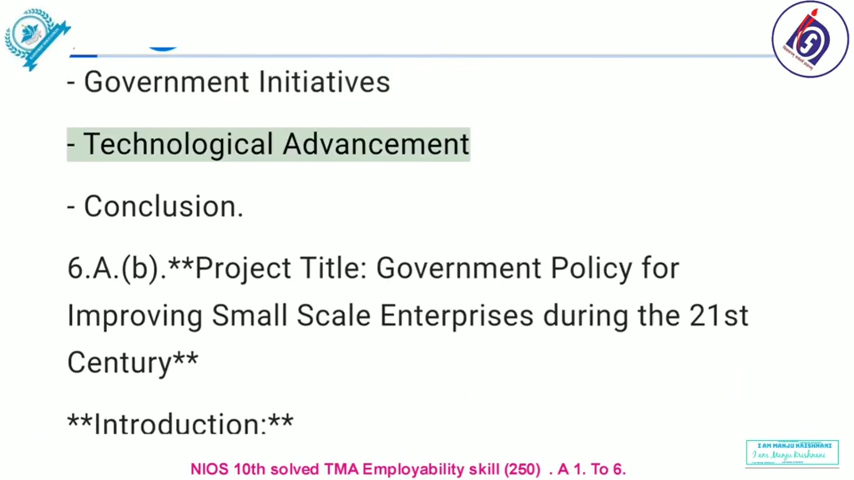 - Government Initiatives
- Technological Advancement
- Conclusion.
6.A.(b).**Project Title: Government Policy for
Improving Small Scale Enterprises during the 21st
Century**
**Introduction:**
I AM MANJU KRISHNANI
I am Manju Krishnani
NIOS 10th solved TMA Employability skill (250) . A 1. To 6.